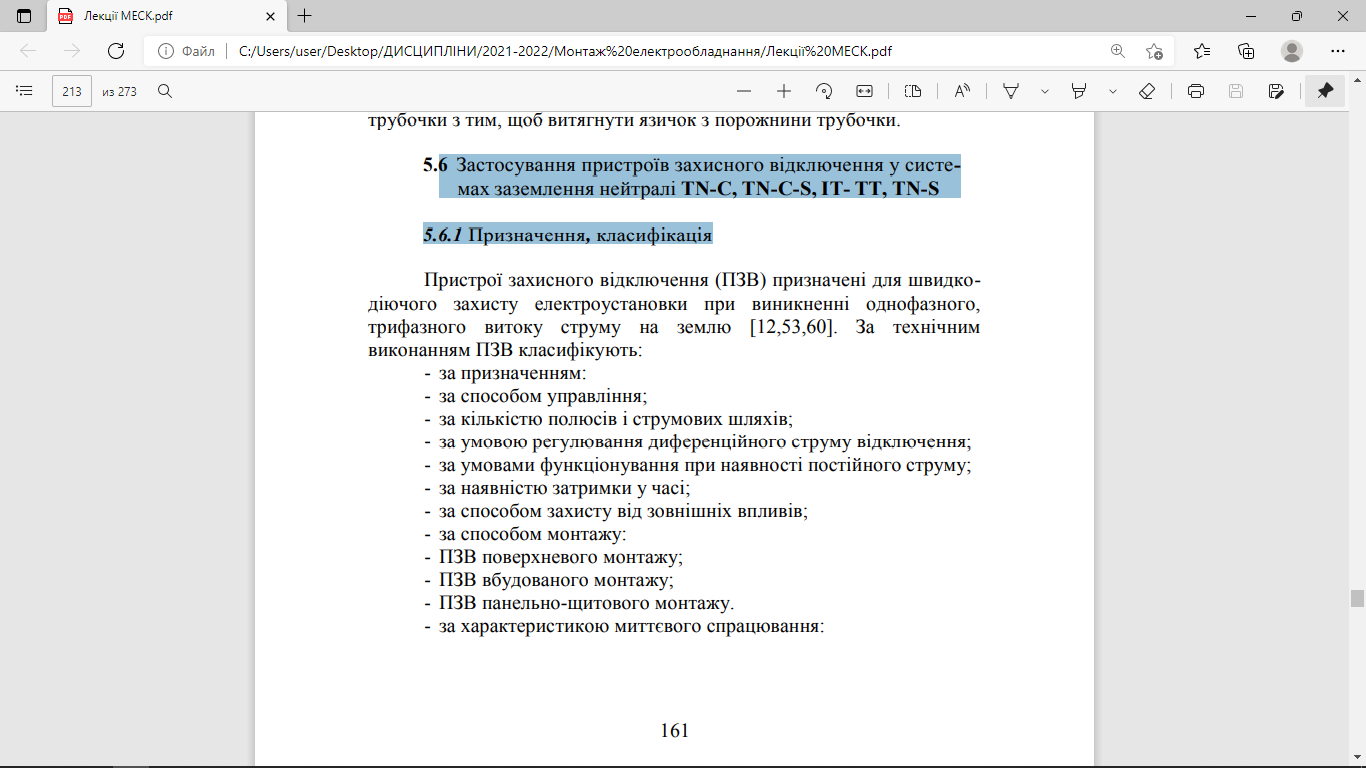 Лекції МЕСК.pdf
Файл
C:/Users/user/Desktop/ДИСЦИПЛІНИ/2021-2022/Монтаж%20електрообладнання/Лекції%20МЕСК.pdf
213 из 273
трубочки з тим, щоб витягнути язичок з порожнини трубочки.
5.6 Застосування пристроїв захисного відключення у систе-
мах заземлення нейтралі TN-C, TN-C-S, IT- TT, TN-S
5.6.1 Призначення, класифікація
Пристрої захисного відключення (ПЗВ) призначені для швидко-
діючого захисту електроустановки при виникненні однофазного,
трифазного витоку струму на землю [12,53,60]. За технічним
виконанням ПЗВ класифікують:
- за призначенням:
- за способом управління;
- за кількістю полюсів і струмових шляхів;
- за умовою регулювання диференційного струму відключення;
- за умовами функціонування при наявності постійного струму;
- за наявністю затримки у часі;
- за способом захисту від зовнішніх впливів;
- за способом монтажу:
- ПЗВ поверхневого монтажу;
- ПЗВ вбудованого монтажу;
- ПЗВ панельно-щитового монтажу.
- за характеристикою миттєвого спрацювання:
161